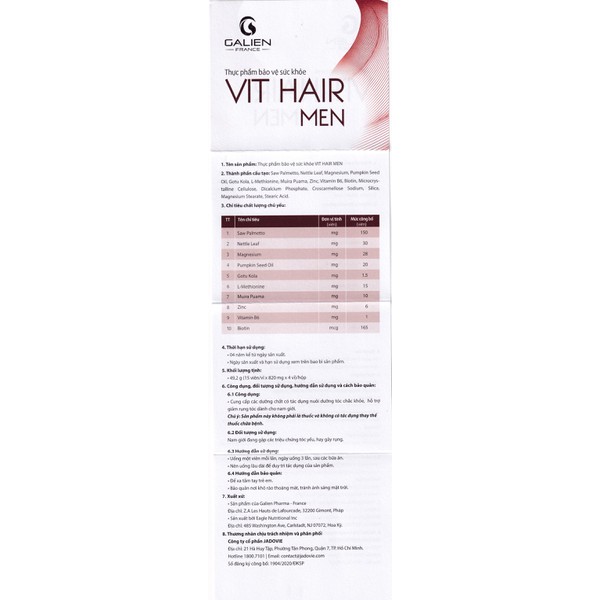 GALIEN
FRANCE
Thực phẩm bảo vệ sức khỏe
VIT HAIR
MEN
1. Tên sản phẩm: Thực phẩm bảo vệ sức khỏe VIT HAIR MEN
2. Thành phần cấu tạo: Saw Palmetto, Nettle Leaf, Magnesium, Pumpkin Seed
Oil, Gotu Kola, L-Methionine, Muna Puama, Zinc, Vitamin B6, Biotin, Microcrys-
talline Cellulose, Dicalcium Phosphate, Croscarmellose Sodium, Silica,
Magnesium Stearate, Stearic Acid.
3. Chỉ tiêu chất lượng chủ yếu:
TT Tên chỉ tiêu Đơn vị tính (viên) Mức công bố (viên)
1 Saw Palmetto mg 150
2 Nettle Leaf mg 30
3 Magnesium mg 28
4 Pumpkin Seed Oil mg 20
5 Gotu Kola mg 1.5
6 L-Methionine mg 15
7 Muna Puama mg 10
8 Zinc mg 6
9 Vitamin B6 mg 1
10 Biotin mcg 165
4. Thời hạn sử dụng:
• 04 năm kể từ ngày sản xuất.
• Ngày sản xuất và hạn sử dụng xem trên bao bì sản phẩm.
5. Khối lượng tịnh:
• 49,2 g (15 viên/vỉ x 820 mg x 4 vỉ)/hộp
6. Công dụng, đối tượng sử dụng, hướng dẫn sử dụng và cách bảo quản:
6.1 Công dụng:
• Cung cấp các dưỡng chất có tác dụng nuôi dưỡng tóc chắc khỏe, hỗ trợ
giảm rụng tóc dành cho nam giới.
Chú ý: Sản phẩm này không phải là thuốc và không có tác dụng thay thế
thuốc chữa bệnh.
6.2 Đối tượng sử dụng:
Nam giới đang gặp các triệu chứng tóc yếu, hay gãy rụng.
6.3 Hướng dẫn sử dụng:
• Uống một viên mỗi lần, ngày uống 3 lần, sau các bữa ăn.
• Nên uống lâu dài để duy trì tác dụng của sản phẩm.
6.4 Hướng dẫn bảo quản:
• Để xa tầm tay trẻ em.
• Bảo quản nơi khô ráo thoáng mát, tránh ánh sáng mặt trời.
7. Xuất xứ:
• Sản phẩm của Galien Pharma - France
Địa chỉ: Z.A Les Hauts de Lafourcade, 32200 Gimont, Pháp
• Sản xuất bởi Eagle Nutritional Inc
Địa chỉ: 485 Washington Ave, Carlstadt, NJ 07072, Hoa Kỳ.
8. Thương nhân chịu trách nhiệm và phân phối:
Công ty cổ phần JADOVIE
Địa chỉ: 21 Hà Huy Tập, Phường Tân Phong, Quận 7, TP. Hồ Chí Minh.
Hotline 1800 7101 | Email: contact@jadovie.com
Số đăng ký công bố: 1904/2020/ĐKSP